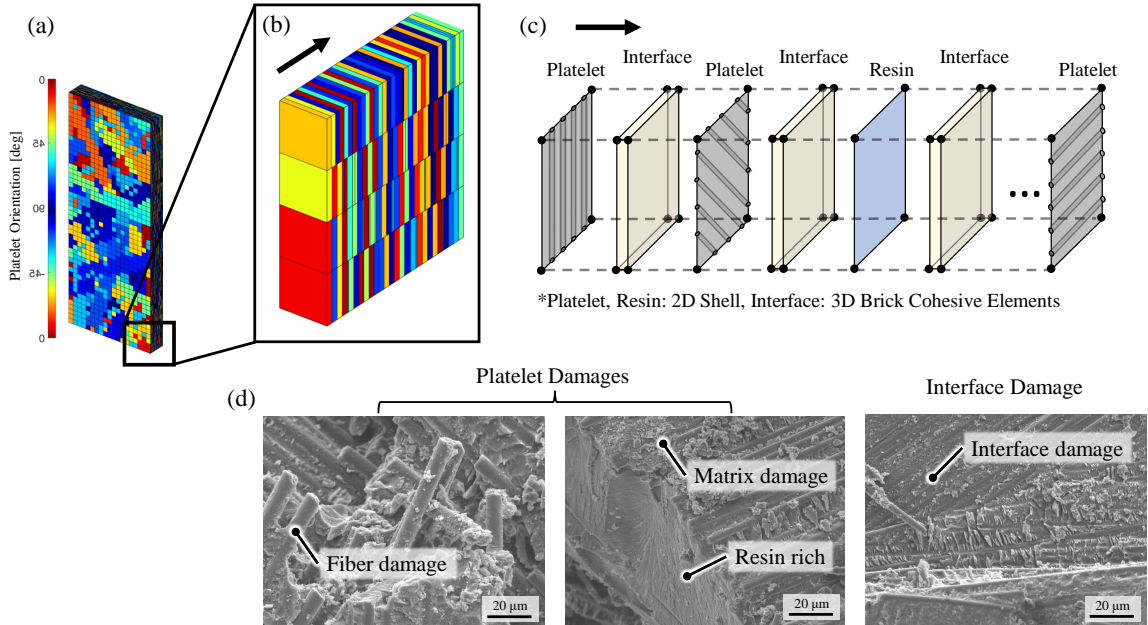 (a)
(b)
(c)
Platelet Orientation [deg]
0
45
90
45
0
Platelet
Interface
Platelet
Interface
Resin
Interface
Platelet
*Platelet, Resin: 2D Shell, Interface: 3D Brick Cohesive Elements
(d)
Platelet Damages
Interface Damage
Fiber damage
20 μm
Matrix damage
Resin rich
20 μm
Interface damage
20 μm